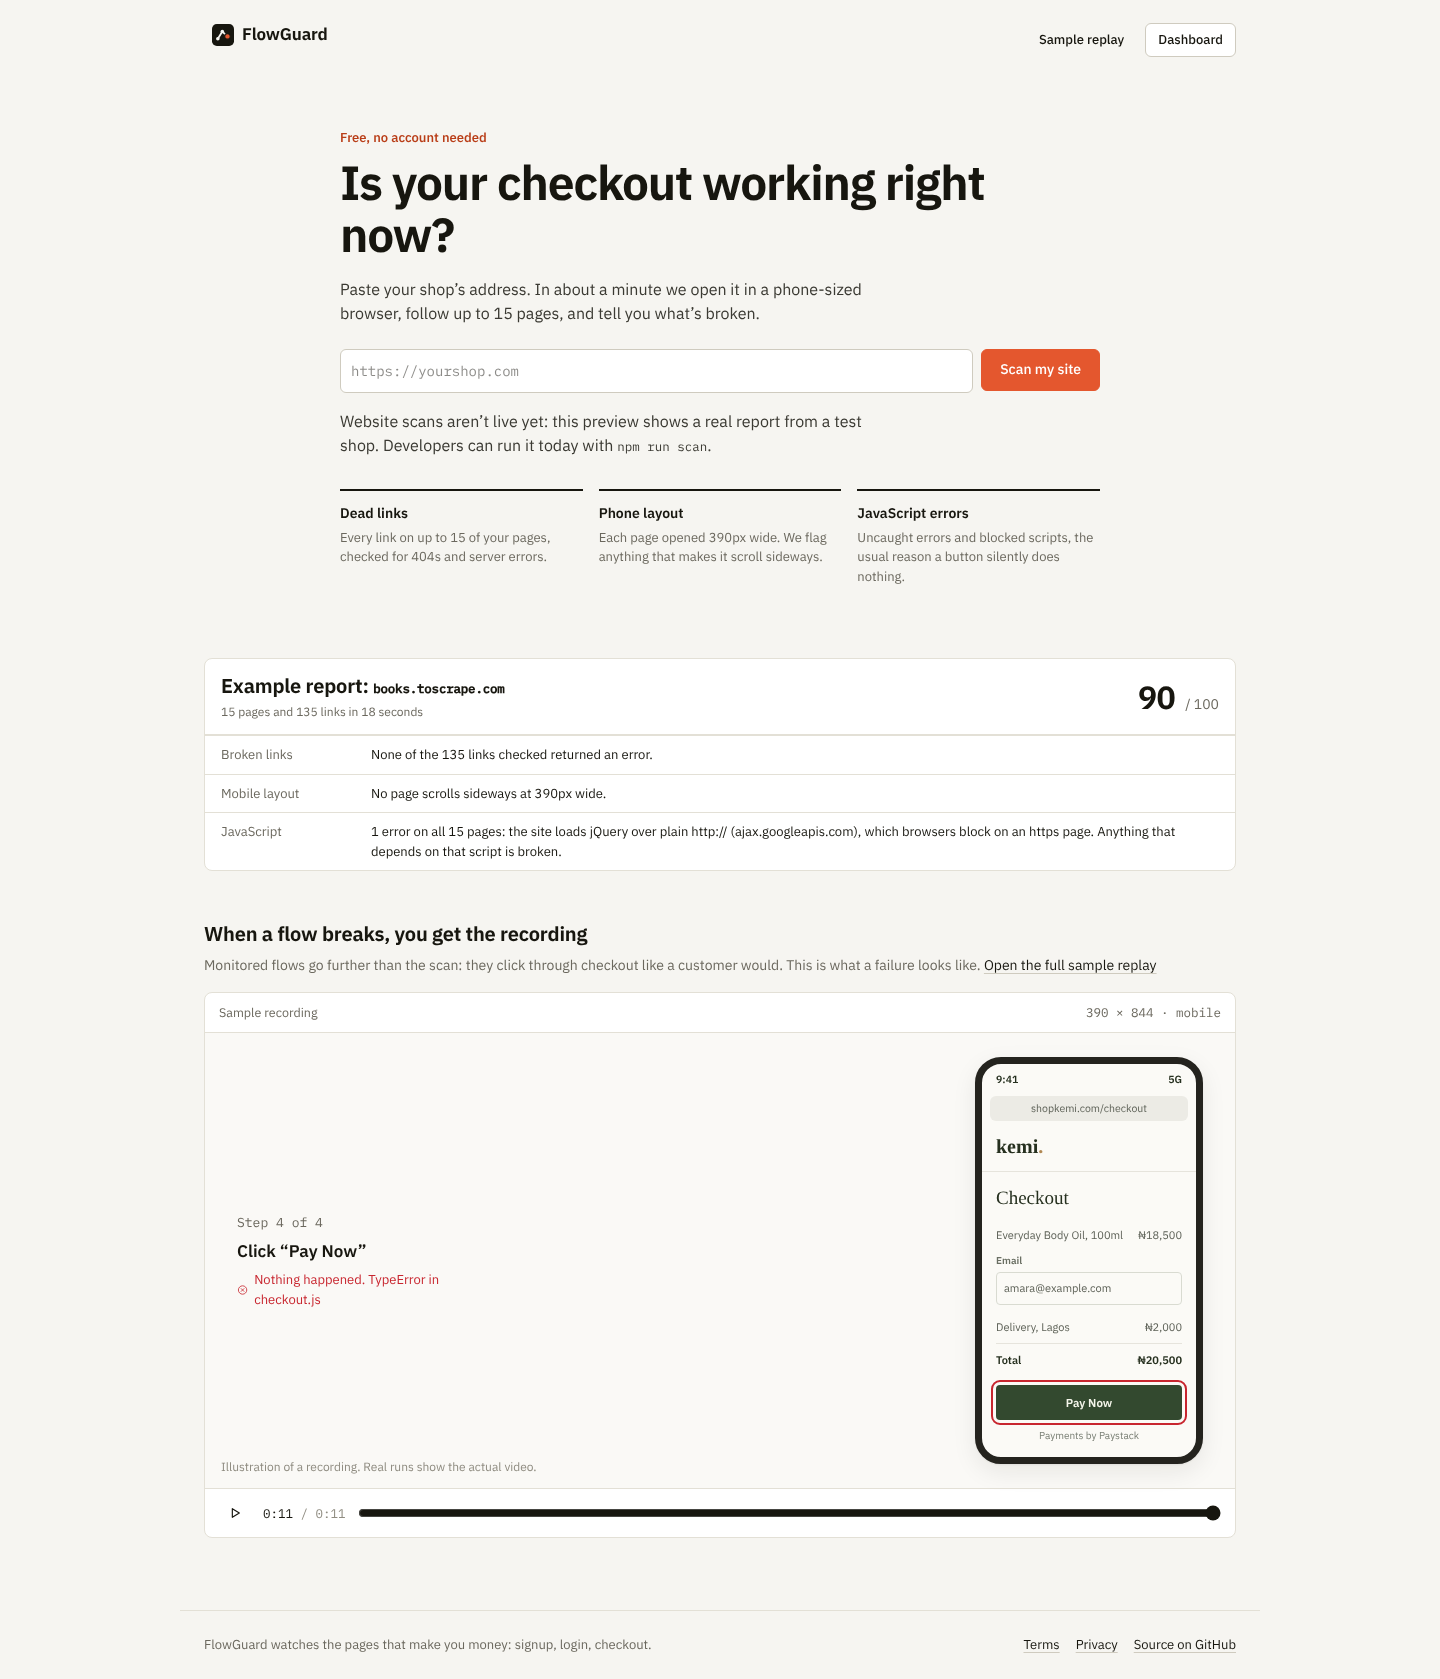 FlowGuard
Sample replay
Dashboard
Free, no account needed
Is your checkout working right
now?
Paste your shop’s address. In about a minute we open it in a phone-sized
browser, follow up to 15 pages, and tell you what’s broken.
https://yourshop.com
Scan my site
Website scans aren’t live yet: this preview shows a real report from a test
shop. Developers can run it today with npm run scan.
Dead links
Every link on up to 15 of your pages,
checked for 404s and server errors.
Phone layout
Each page opened 390px wide. We flag
anything that makes it scroll sideways.
JavaScript errors
Uncaught errors and blocked scripts, the
usual reason a button silently does
nothing.
Example report: books.toscrape.com
15 pages and 135 links in 18 seconds
90 / 100
Broken links
None of the 135 links checked returned an error.
Mobile layout
No page scrolls sideways at 390px wide.
JavaScript
1 error on all 15 pages: the site loads jQuery over plain http:// (ajax.googleapis.com), which browsers block on an https page. Anything that
depends on that script is broken.
When a flow breaks, you get the recording
Monitored flows go further than the scan: they click through checkout like a customer would. This is what a failure looks like. Open the full sample replay
Sample recording
390 × 844 · mobile
Step 4 of 4
Click “Pay Now”
Nothing happened. TypeError in
checkout.js
Illustration of a recording. Real runs show the actual video.
9:41
5G
shopkemi.com/checkout
kemi.
Checkout
Everyday Body Oil, 100ml ₦18,500
Email
amara@example.com
Delivery, Lagos ₦2,000
Total ₦20,500
Pay Now
Payments by Paystack
0:11 / 0:11
FlowGuard watches the pages that make you money: signup, login, checkout.
Terms
Privacy
Source on GitHub